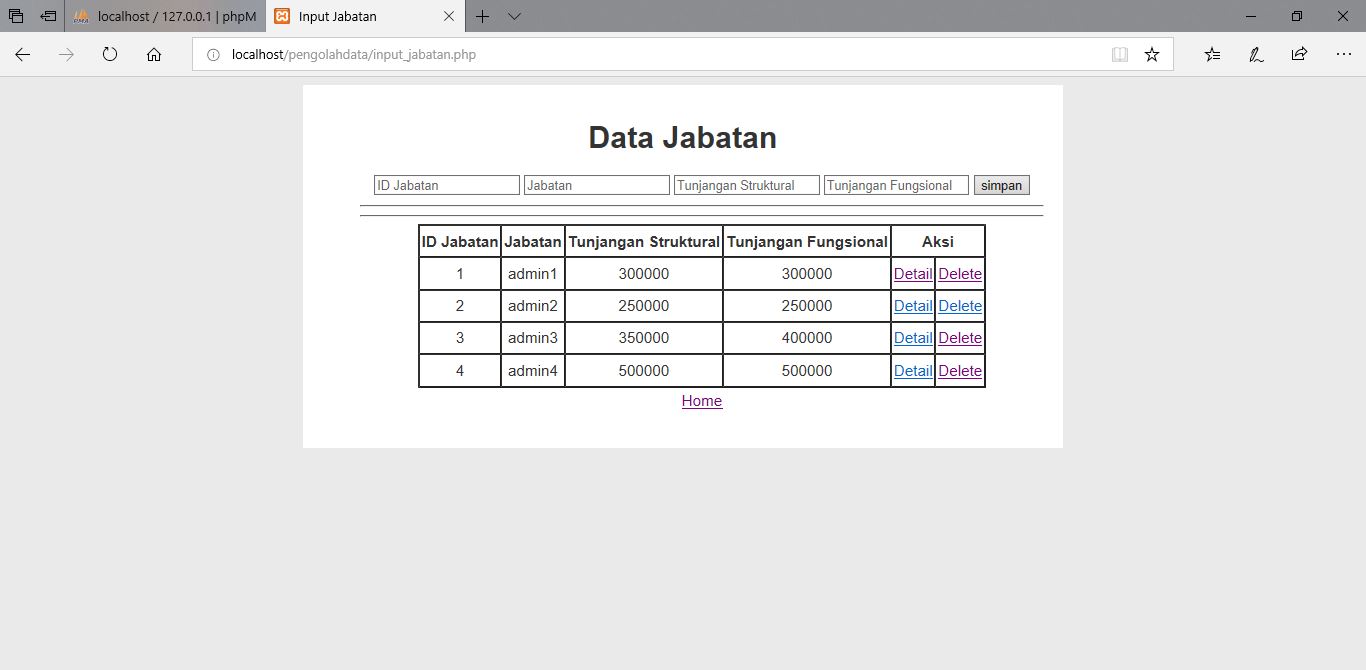 localhost / 127.0.0.1 | phpM
Input Jabatan
localhost/pengolahdata/input_jabatan.php
Data Jabatan
ID Jabatan Jabatan Tunjangan Struktural Tunjangan Fungsional simpan
ID Jabatan Jabatan Tunjangan Struktural Tunjangan Fungsional Aksi
1 admin1 300000 300000 Detail Delete
2 admin2 250000 250000 Detail Delete
3 admin3 350000 400000 Detail Delete
4 admin4 500000 500000 Detail Delete
Home